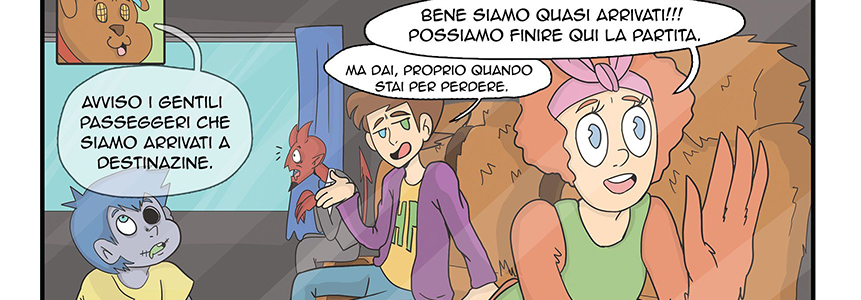 AVVISO I GENTILI
PASSEGGERI CHE
SIAMO ARRIVATI A
DESTINAZINE.
BENE SIAMO QUASI ARRIVATI!!!
POSSIAMO FINIRE QUI LA PARTITA.
MA DAI, PROPRIO QUANDO
STAI PER PERDERE.